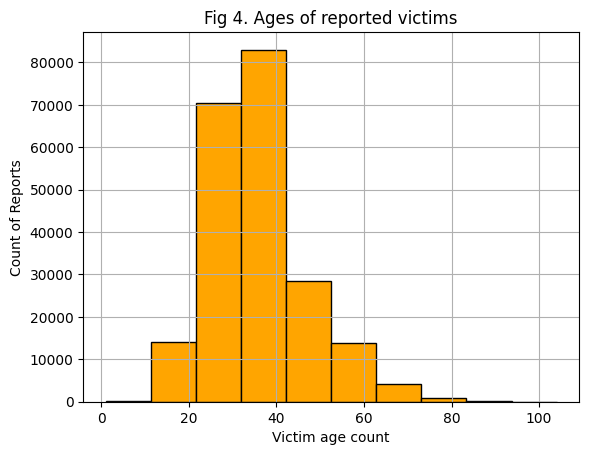 Fig 4. Ages of reported victims
80000
70000
60000
50000
40000
30000
20000
10000
0
Count of Reports
0 20 40 60 80 100
Victim age count